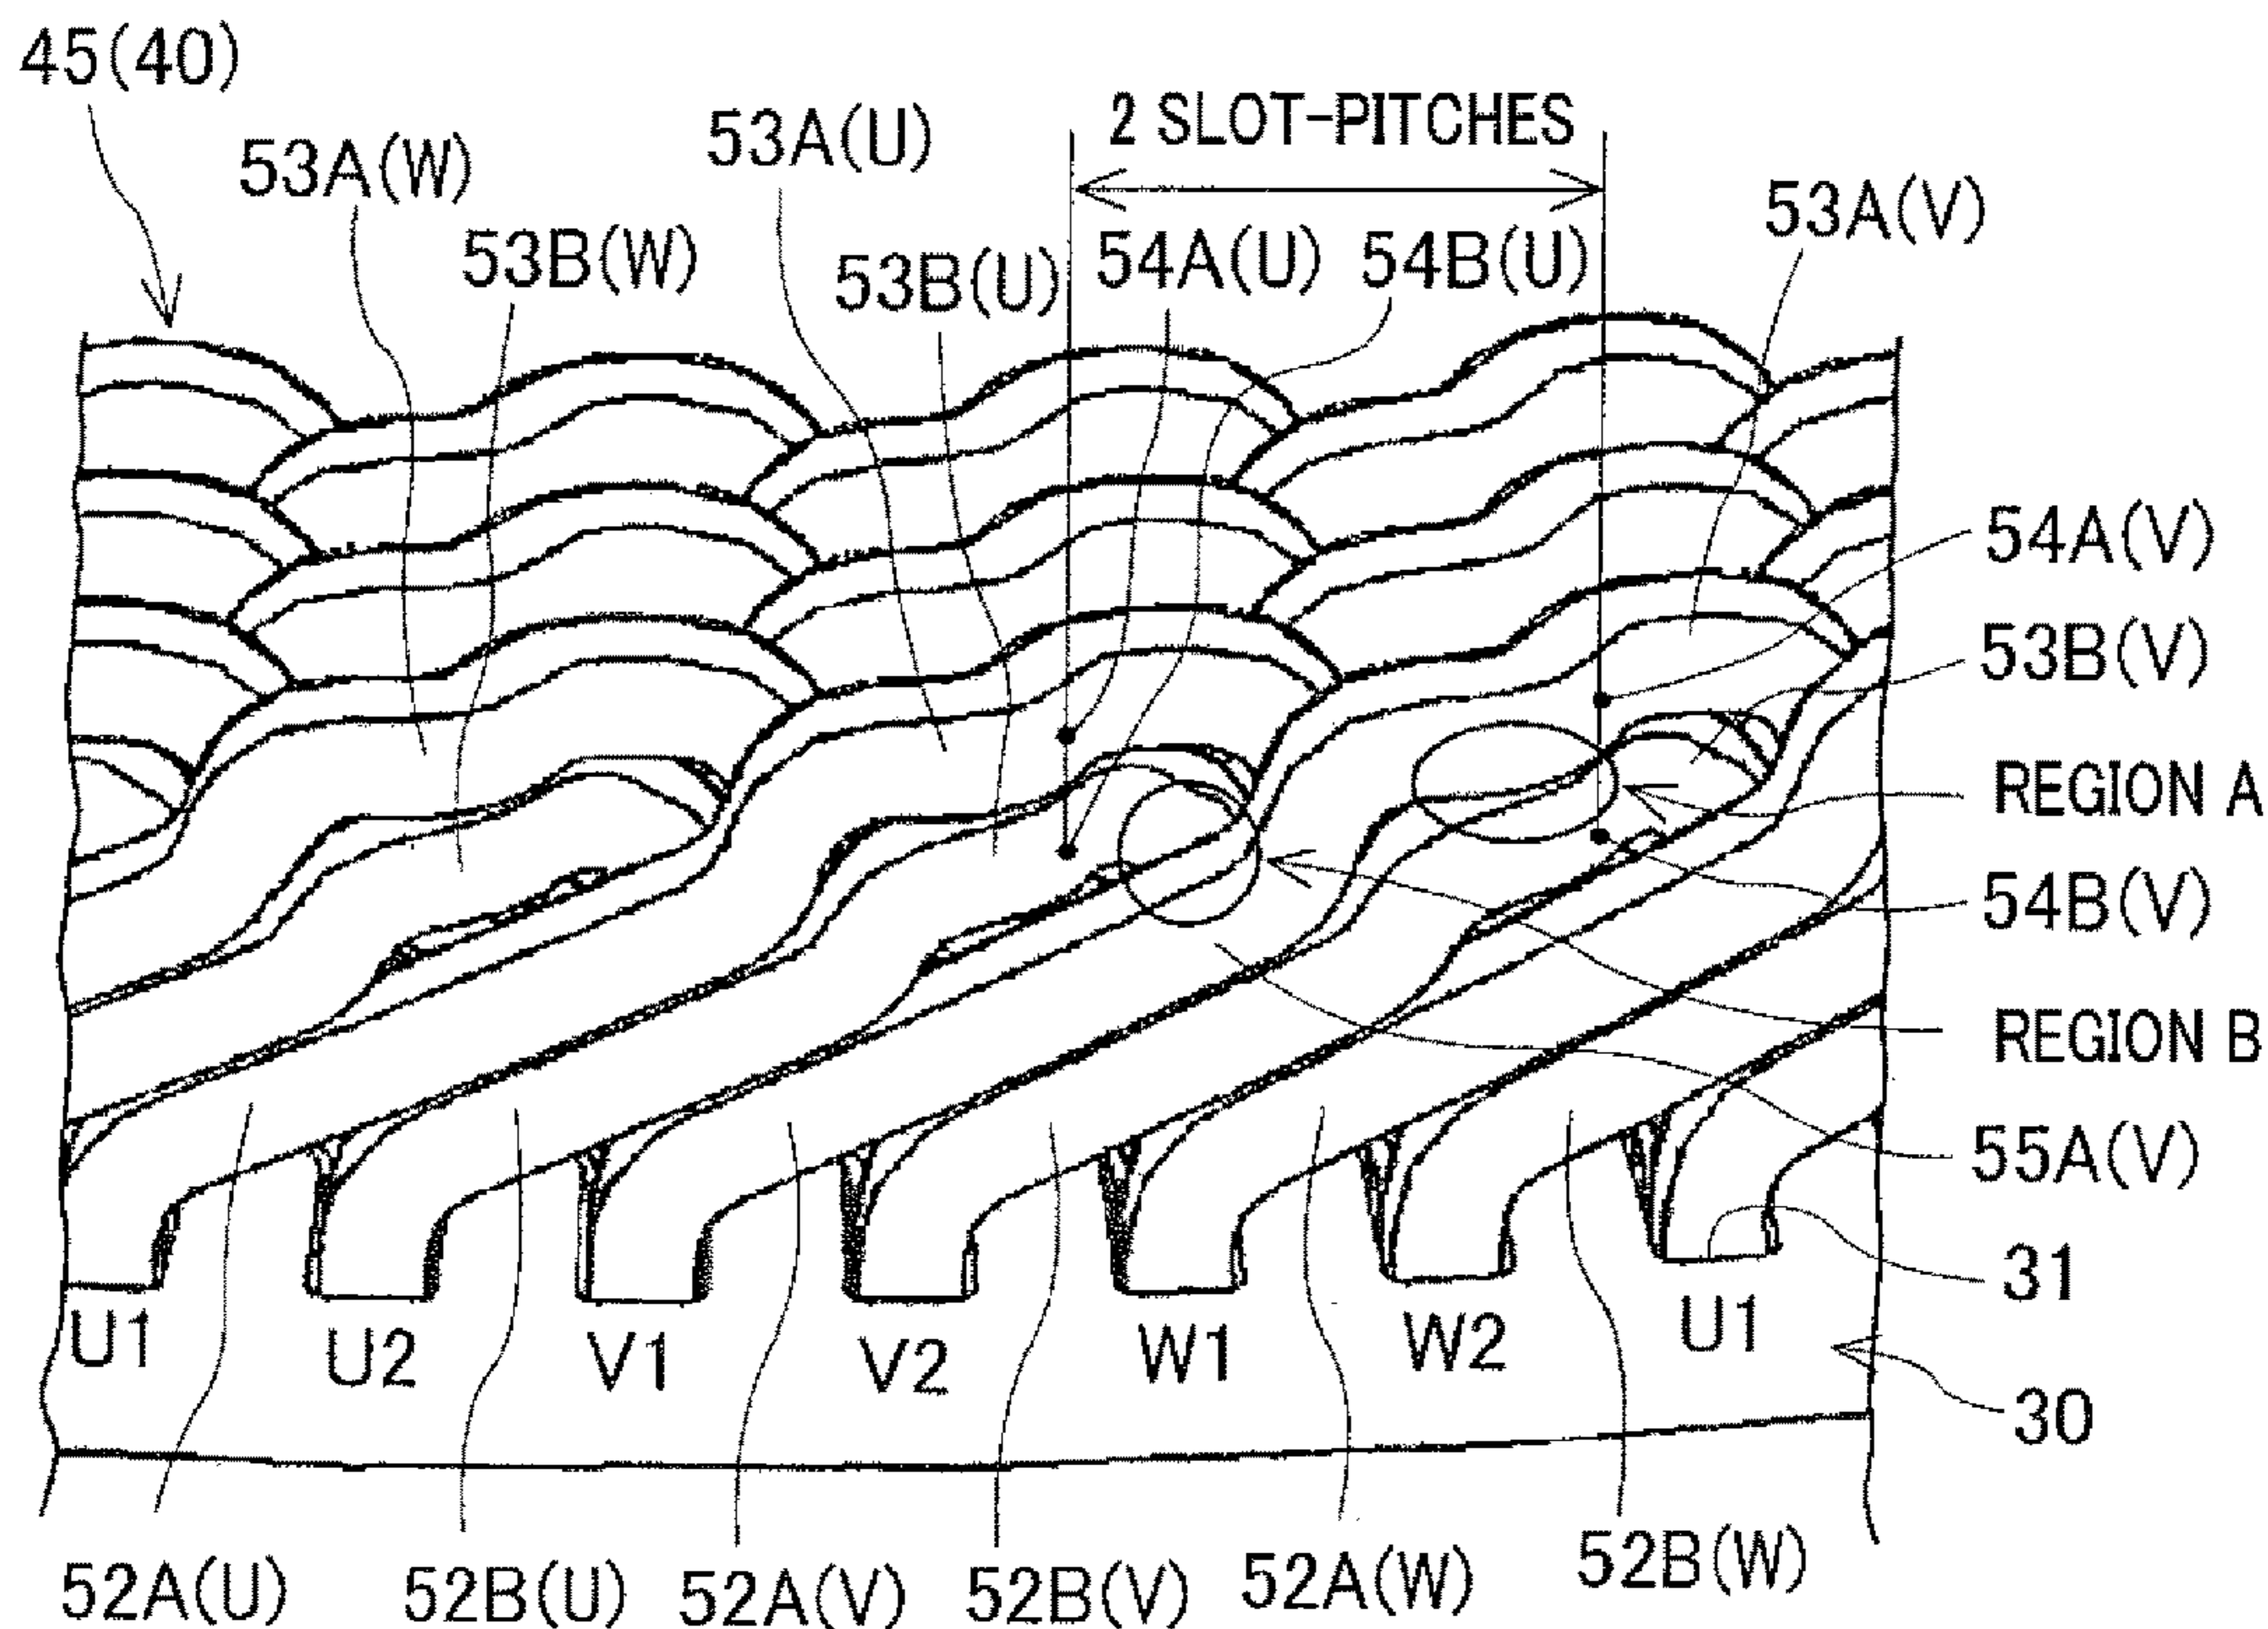 45(40)
53A(W)
53B(W)
53A(U)
53B(U)
2 SLOT-PITCHES
54A(U)
54B(U)
53A(V)
54A(V)
53B(V)
REGION A
54B(V)
REGION B
55A(V)
31
30
U1
U2
V1
V2
W1
W2
U1
52A(U)
52B(U)
52A(V)
52B(V)
52A(W)
52B(W)